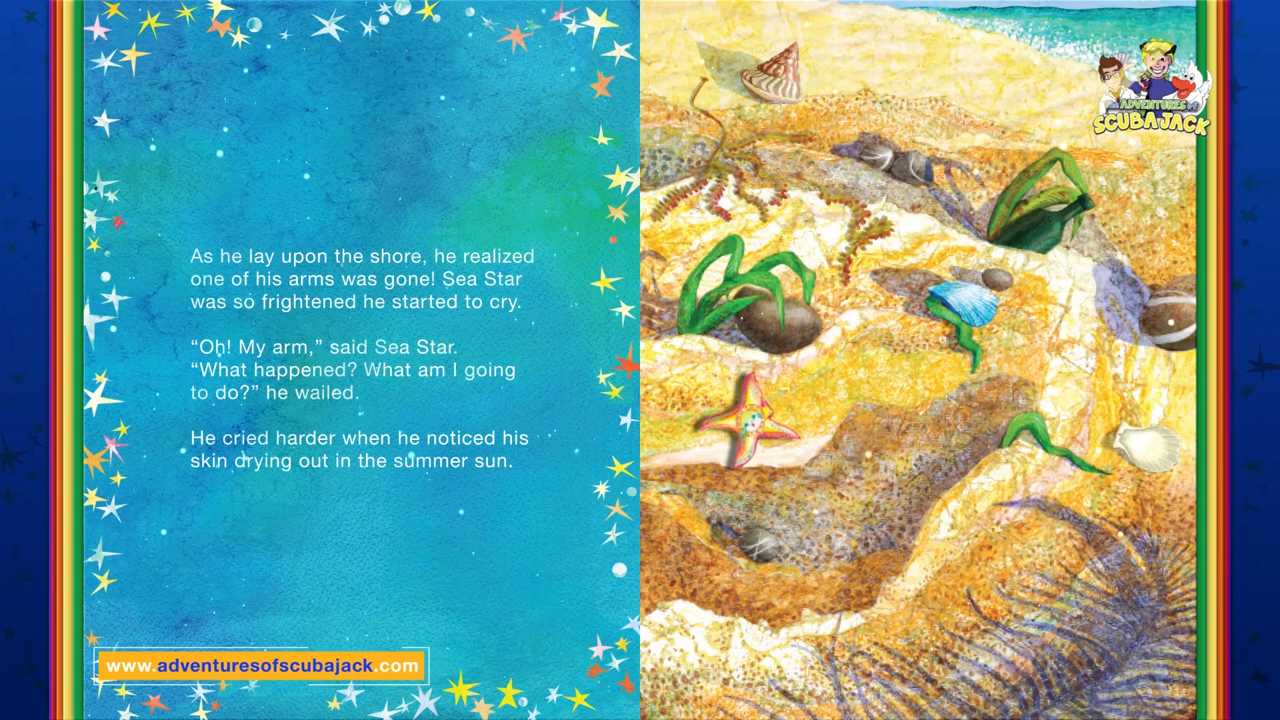 As he lay upon the shore, he realized
one of his arms was gone! Sea Star
was so frightened he started to cry.
“Oh! My arm,” said Sea Star.
“What happened? What am I going
to do?” he wailed.
He cried harder when he noticed his
skin drying out in the summer sun.
www.adventuresofscubajack.com
THE ADVENTURES OF
SCUBA JACK